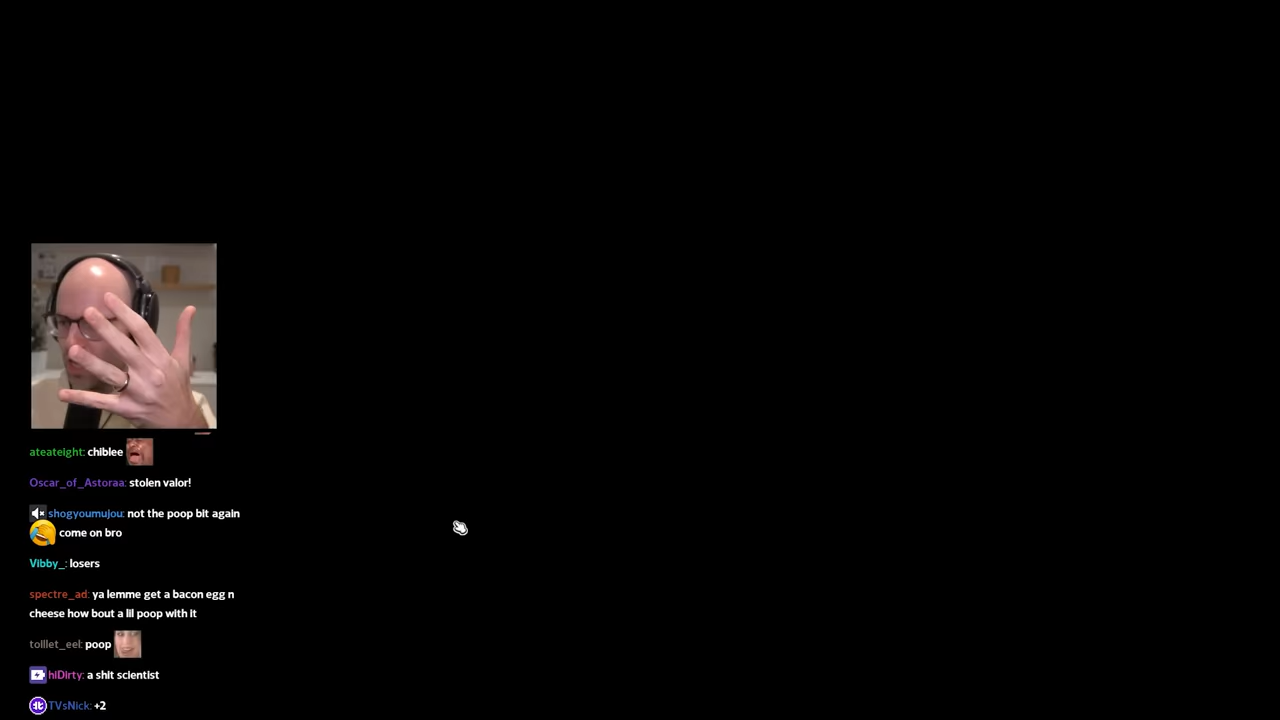 ateateight: chiblee
Oscar_of_Astoraa: stolen valor!
shogyoumujou: not the poop bit again
come on bro
Vibby_: losers
spectre_ad: ya lemme get a bacon egg n
cheese how bout a lil poop with it
toilet_eel: poop
hiDirty: a shit scientist
TVsNick: +2